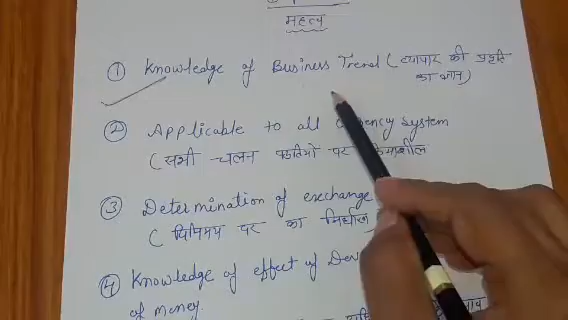 महत्व
① Knowledge of Business Trend (व्यापार की प्रवृति
का ज्ञान)
② Applicable to all System
(सभी चलन पद्धतियों पर
③ Determination of exchange
( विनिमय दर का निर्धारण
④ Knowledge of effect of
of money.